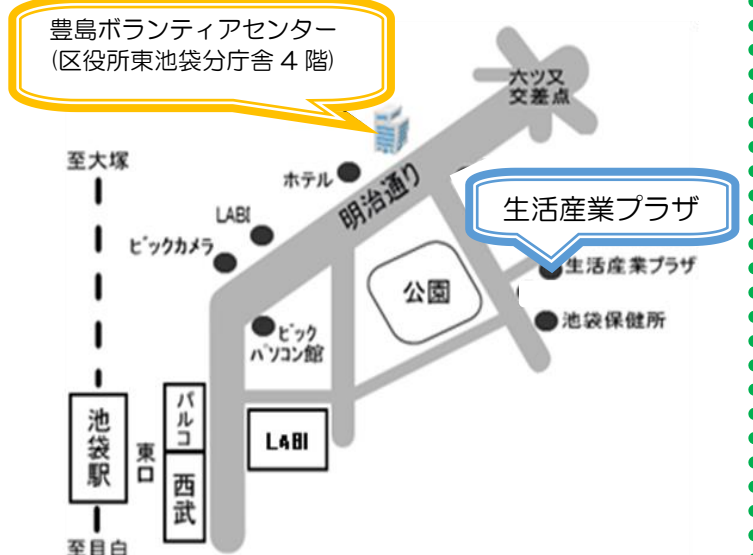 豊島ボランティアセンター
(区役所東池袋分庁舎 4 階)
六ツ又
交差点
至大塚
ホテル
明治通り
LABI
ビックカメラ
生活産業プラザ
生活産業プラザ
公園
池袋保健所
ビック
パソコン館
パルコ
池袋駅
東口
LABI
西武
至目白